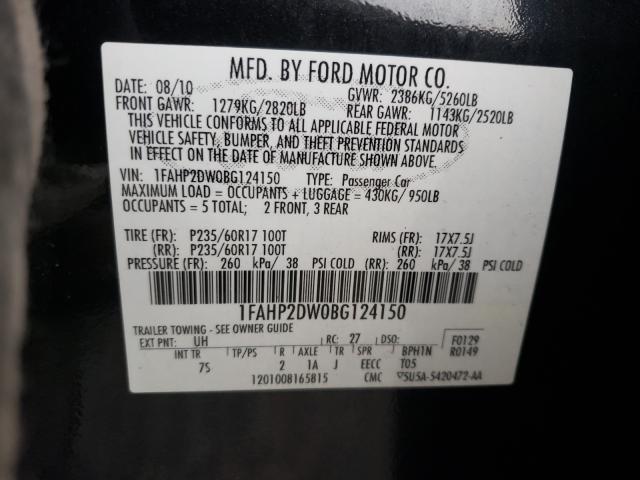 MFD. BY FORD MOTOR CO.
DATE: 08/10 GVWR: 2386KG/5260LB
FRONT GAWR: 1279KG/2820LB REAR GAWR: 1143KG/2520LB
THIS VEHICLE CONFORMS TO ALL APPLICABLE FEDERAL MOTOR
VEHICLE SAFETY, BUMPER, AND THEFT PREVENTION STANDARDS
IN EFFECT ON THE DATE OF MANUFACTURE SHOWN ABOVE.
VIN: 1FAHP2DW0BG124150 TYPE: Passenger Car
MAXIMUM LOAD = OCCUPANTS + LUGGAGE = 430KG/ 950LB
OCCUPANTS = 5 TOTAL; 2 FRONT, 3 REAR
TIRE (FR): P235/60R17 100T RIMS (FR): 17X7.5J
(RR): P235/60R17 100T (RR): 17X7.5J
PRESSURE (FR): 260 kPa/ 38 PSI COLD (RR): 260 kPa/ 38 PSI COLD
1FAHP2DW0BG124150
TRAILER TOWING - SEE OWNER GUIDE
EXT PNT: UH RC: 27 DSO: F0129
R0149
INT TR TP/PS R AXLE TR SPR BPH1N
7S 2 1A J EECC T05
1201008165815 CMC 5U5A-5420472-AA